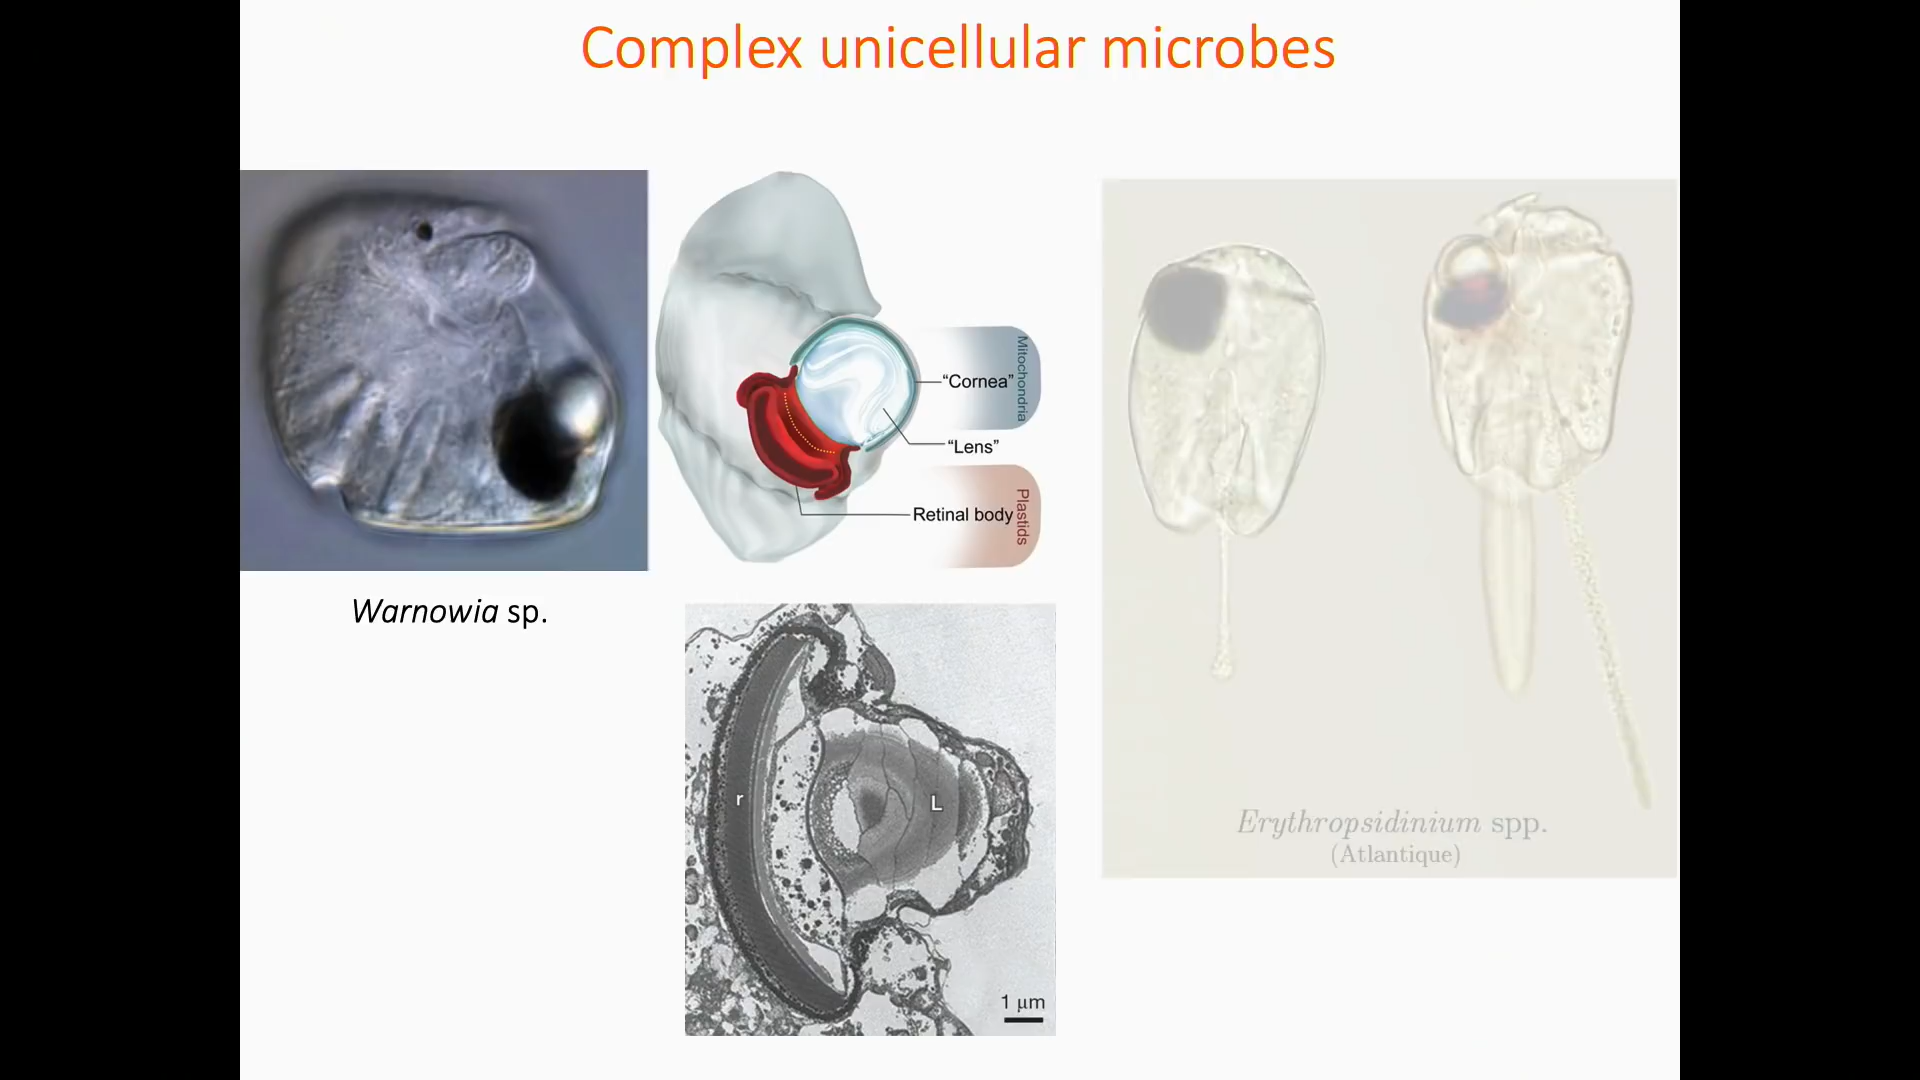 Complex unicellular microbes
Warnowia sp.
“Cornea”
Mitochondria
“Lens”
Retinal body
Plastids
r
L
1 µm
Erythropsidinium spp.
(Atlantique)